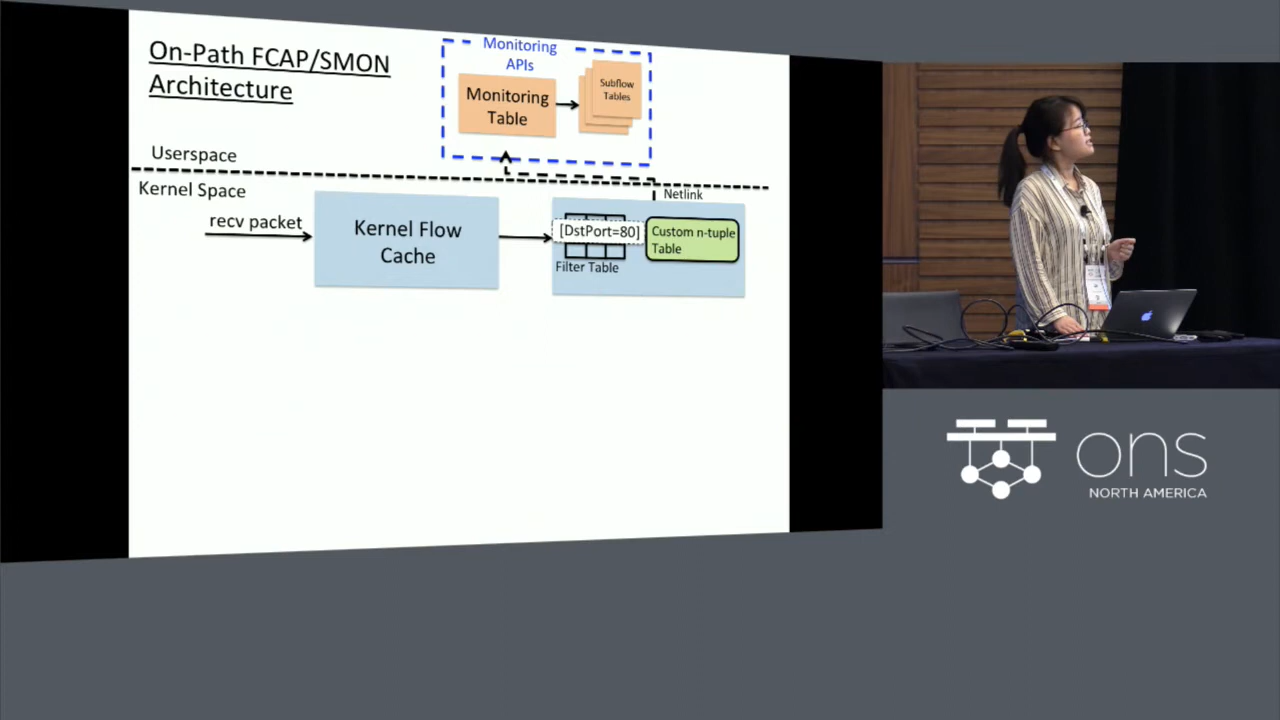 On-Path FCAP/SMON
Architecture
Monitoring
APIs
Monitoring
Table
Subflow
Tables
Userspace
Kernel Space
Netlink
recv packet
Kernel Flow
Cache
[DstPort=80]
Custom n-tuple
Table
Filter Table
ons
NORTH AMERICA